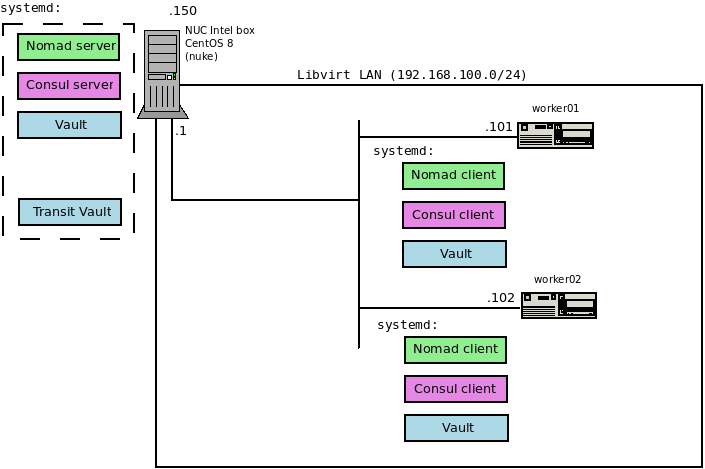 systemd:
.150
NUC Intel box
CentOS 8
(nuke)
Nomad server
Consul server
Vault
Transit Vault
.1
Libvirt LAN (192.168.100.0/24)
worker01
.101
systemd:
Nomad client
Consul client
Vault
worker02
.102
systemd:
Nomad client
Consul client
Vault